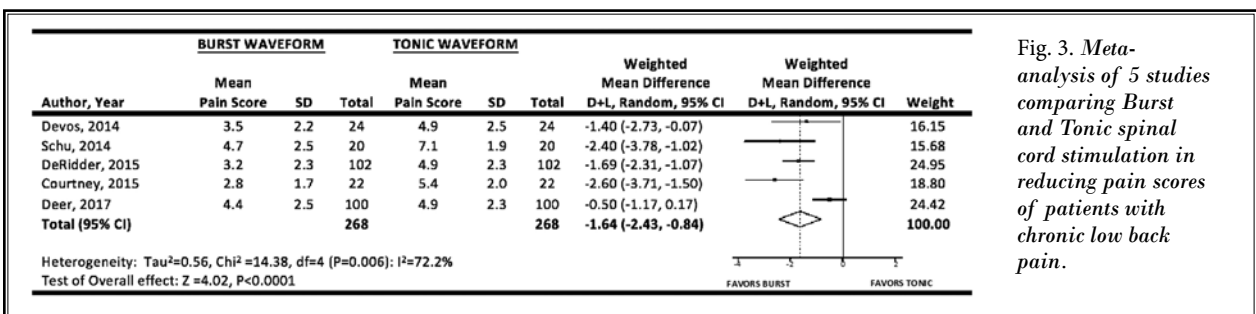 BURST WAVEFORM TONIC WAVEFORM
Weighted Weighted
Mean Mean Mean Difference Mean Difference
Author, Year Pain Score SD Total Pain Score SD Total D+L, Random, 95% CI D+L, Random, 95% CI Weight
Devos, 2014 3.5 2.2 24 4.9 2.5 24 -1.40 (-2.73, -0.07) 16.15
Schu, 2014 4.7 2.5 20 7.1 1.9 20 -2.40 (-3.78, -1.02) 15.68
DeRidder, 2015 3.2 2.3 102 4.9 2.3 102 -1.69 (-2.31, -1.07) 24.95
Courtney, 2015 2.8 1.7 22 5.4 2.0 22 -2.60 (-3.71, -1.50) 18.80
Deer, 2017 4.4 2.5 100 4.9 2.3 100 -0.50 (-1.17, 0.17) 24.42
Total (95% CI) 268 268 -1.64 (-2.43, -0.84) 100.00
Heterogeneity: Tau²=0.56, Chi² =14.38, df=4 (P=0.006): I²=72.2%
Test of Overall effect: Z =4.02, P<0.0001
0
FAVORS BURST FAVORS TONIC
Fig. 3. Meta-
analysis of 5 studies
comparing Burst
and Tonic spinal
cord stimulation in
reducing pain scores
of patients with
chronic low back
pain.